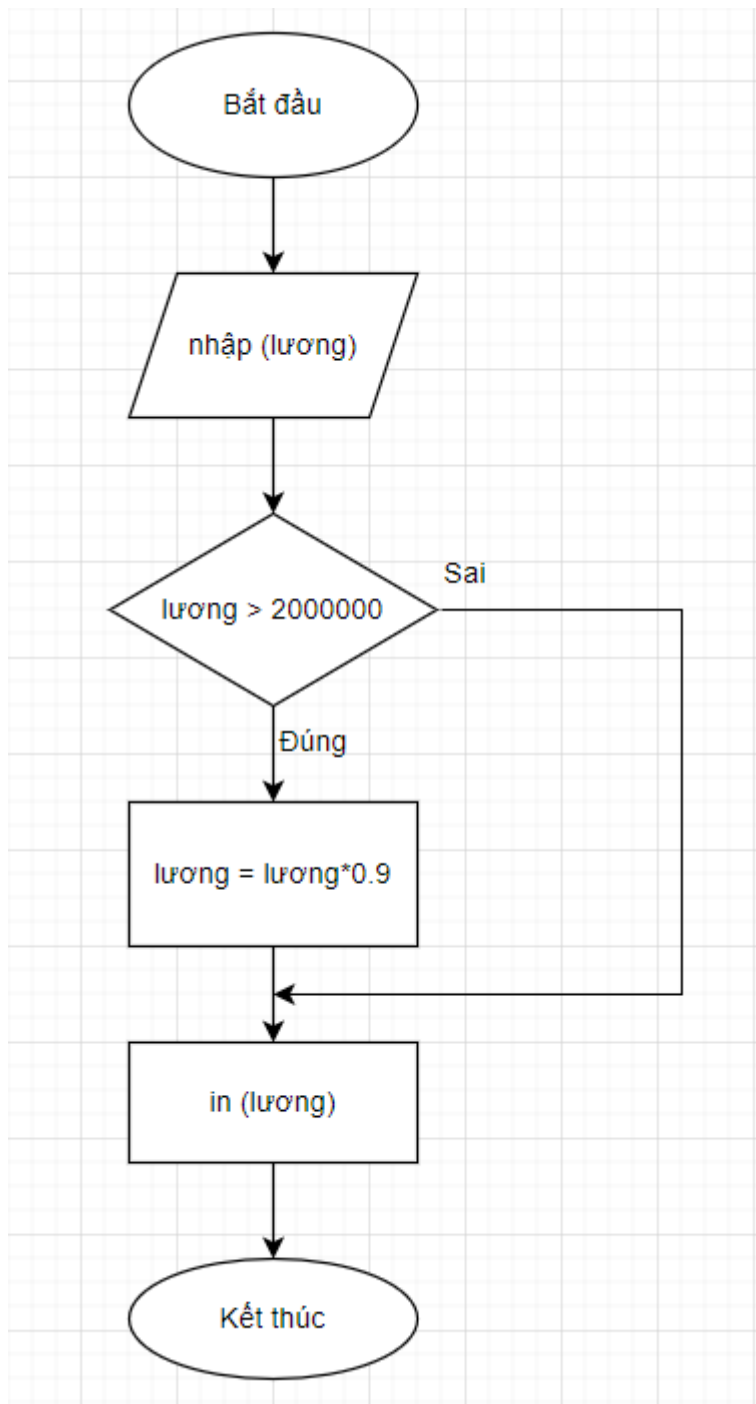 Bắt đầu
nhập (lương)
lương > 2000000
Sai
Đúng
lương = lương*0.9
in (lương)
Kết thúc